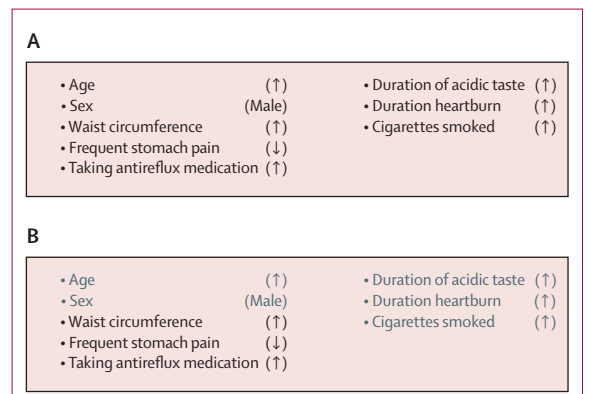 A
• Age (↑)
• Sex (Male)
• Waist circumference (↑)
• Frequent stomach pain (↓)
• Taking antireflux medication (↑)
• Duration of acidic taste (↑)
• Duration heartburn (↑)
• Cigarettes smoked (↑)
B
• Age (↑)
• Sex (Male)
• Waist circumference (↑)
• Frequent stomach pain (↓)
• Taking antireflux medication (↑)
• Duration of acidic taste (↑)
• Duration heartburn (↑)
• Cigarettes smoked (↑)